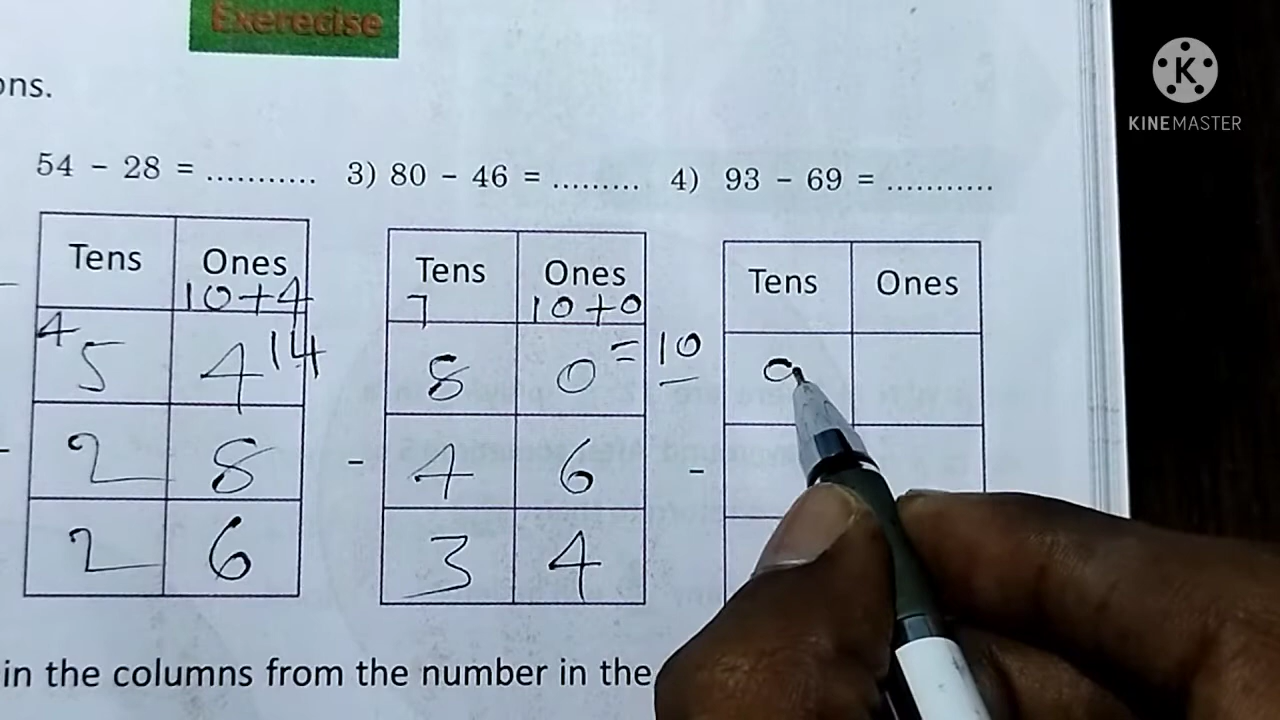 Exerecise
ons.
KINEMASTER
54 - 28 = ........... 3) 80 - 46 = ......... 4) 93 - 69 = ...........
Tens Ones Tens Ones Tens Ones
10+4 7 10+0
4 5 4 14 8 0 = 10
2 8 - 4 6 -
2 6 3 4
in the columns from the number in the